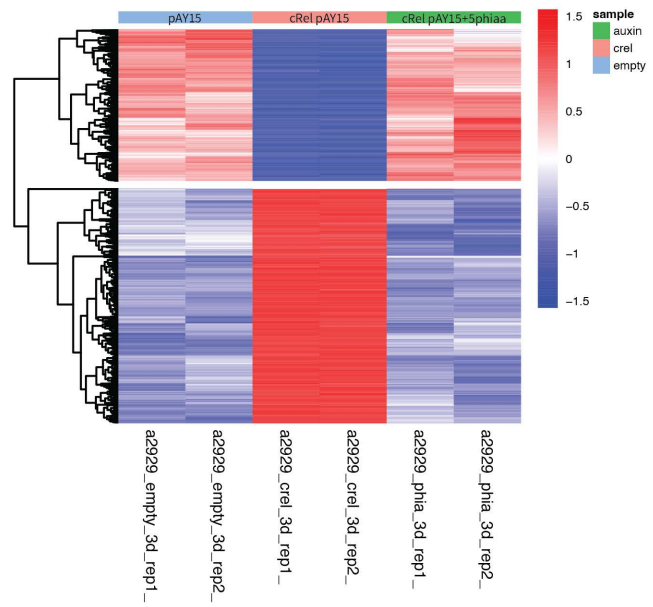 pAY15 cRel pAY15 cRel pAY15+5phiaa
1.5
1
0.5
0
−0.5
−1
−1.5
sample
auxin
crel
empty
a2929_empty_3d_rep1_
a2929_empty_3d_rep2_
a2929_crel_3d_rep1_
a2929_crel_3d_rep2_
a2929_phia_3d_rep1_
a2929_phia_3d_rep2_